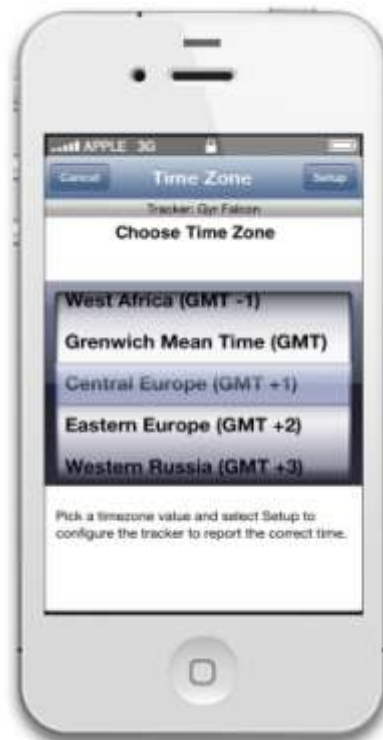 APPLE 3G
Cancel Time Zone Setup
Tracker: Gyr Falcon
Choose Time Zone
West Africa (GMT -1)
Grenwich Mean Time (GMT)
Central Europe (GMT +1)
Eastern Europe (GMT +2)
Western Russia (GMT +3)
Pick a timezone value and select Setup to
configure the tracker to report the correct time.